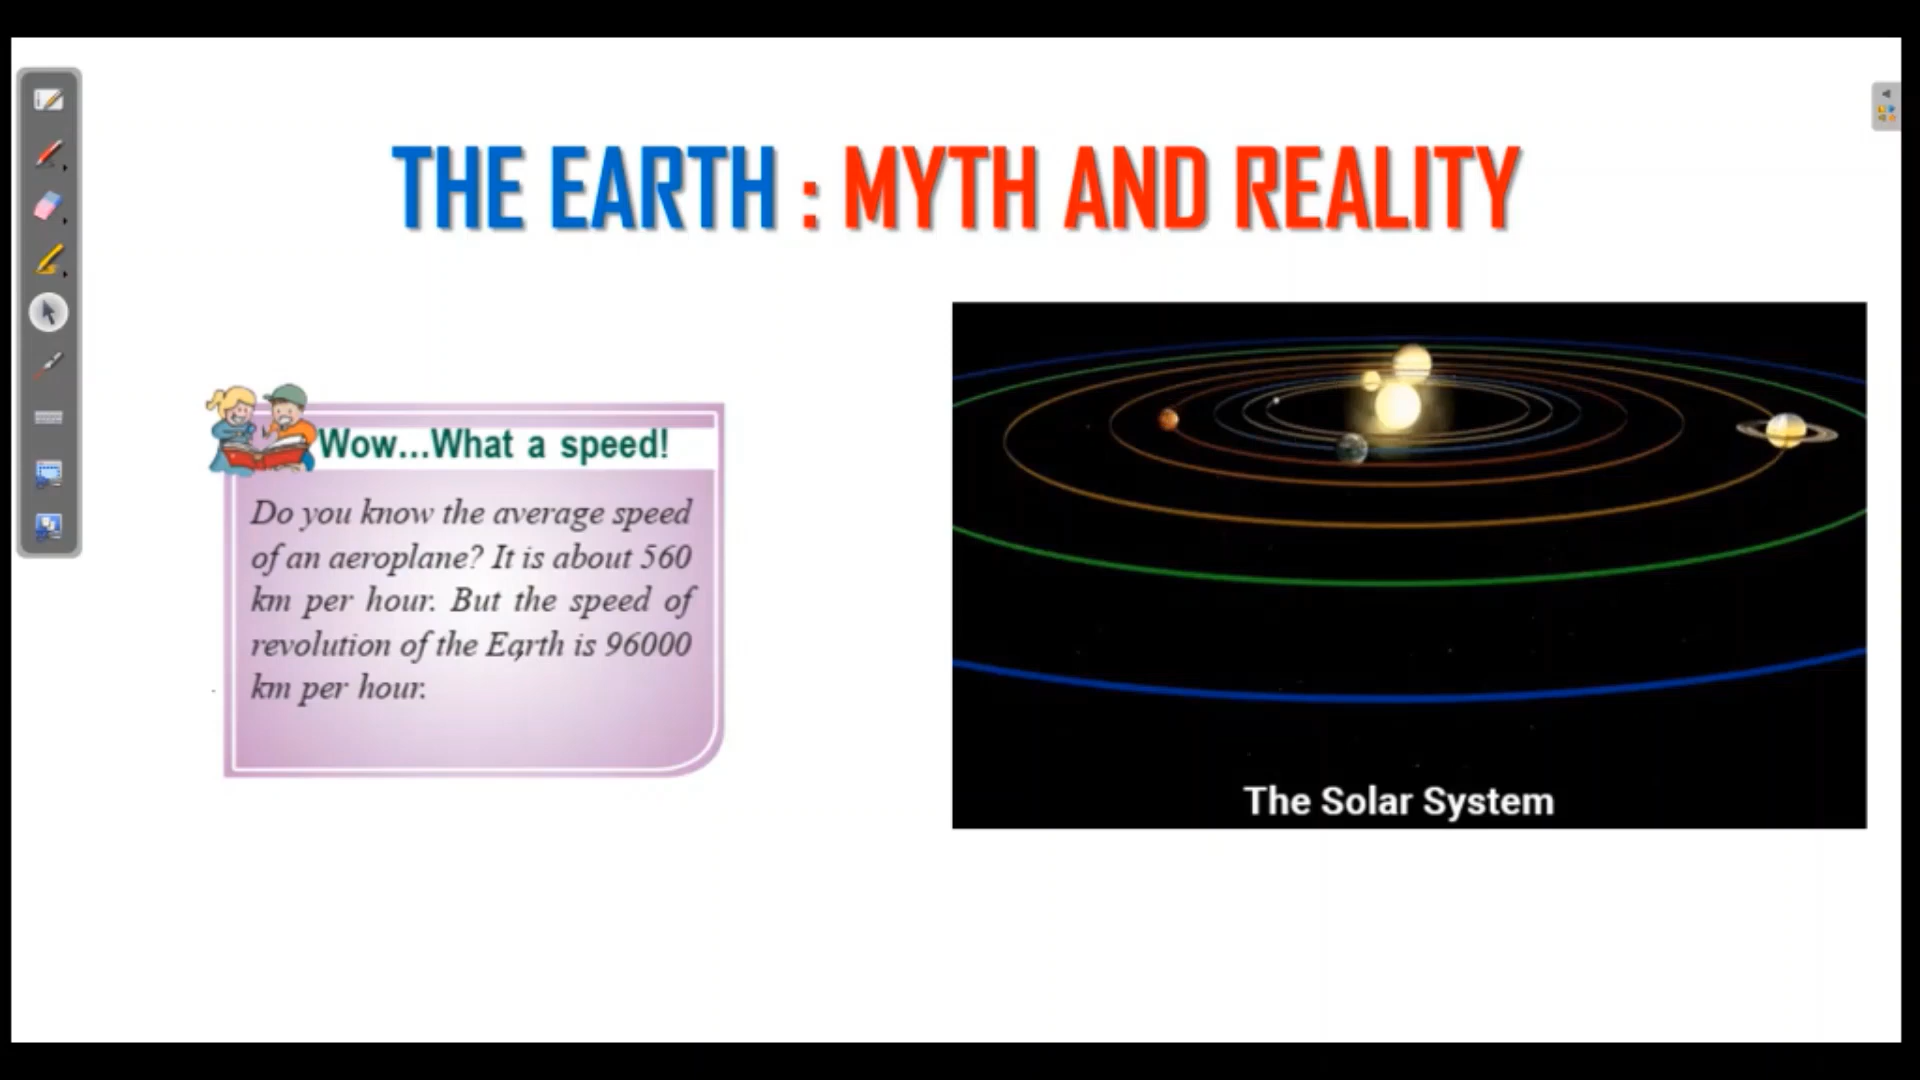 THE EARTH : MYTH AND REALITY
Wow...What a speed!
Do you know the average speed
of an aeroplane? It is about 560
km per hour. But the speed of
revolution of the Earth is 96000
km per hour.
The Solar System